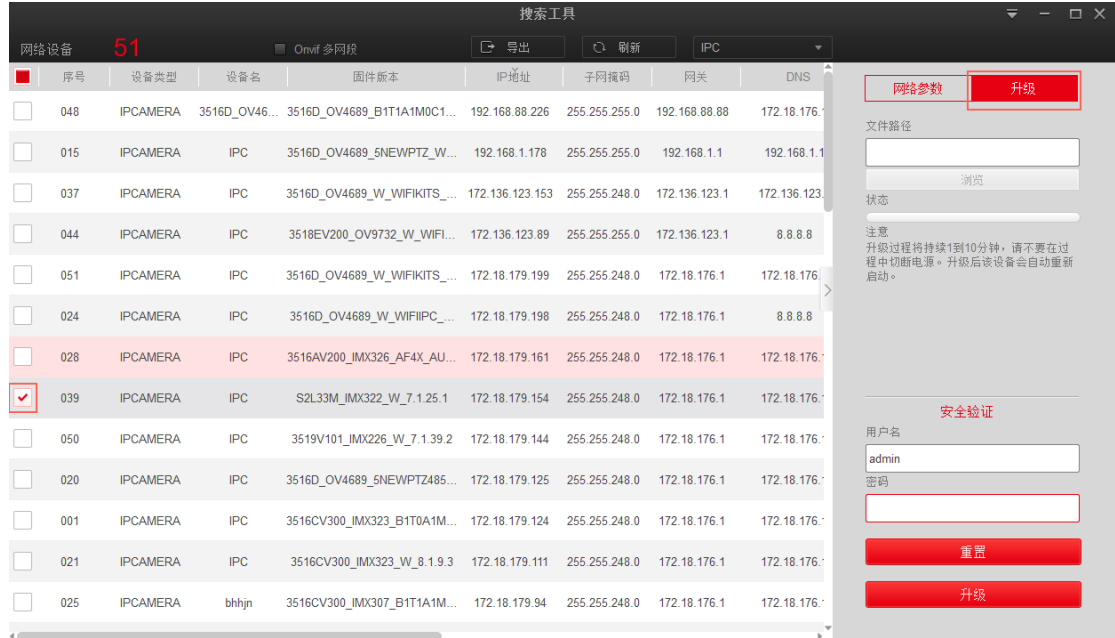 搜索工具
网络设备 51 Onvif 多网段 导出 刷新 IPC
序号 设备类型 设备名 固件版本 IP地址 子网掩码 网关 DNS
048 IPCAMERA 3516D_OV46... 3516D_OV4689_B1T1A1M0C1... 192.168.88.226 255.255.255.0 192.168.88.88 172.18.176.
015 IPCAMERA IPC 3516D_OV4689_5NEWPTZ_W... 192.168.1.178 255.255.255.0 192.168.1.1 192.168.1.1
037 IPCAMERA IPC 3516D_OV4689_W_WIFIKITS_... 172.136.123.153 255.255.248.0 172.136.123.1 172.136.123.
044 IPCAMERA IPC 3518EV200_OV9732_W_WIFI... 172.136.123.89 255.255.255.0 172.136.123.1 8.8.8.8
051 IPCAMERA IPC 3516D_OV4689_W_WIFIKITS_... 172.18.179.199 255.255.248.0 172.18.176.1 172.18.176.
024 IPCAMERA IPC 3516D_OV4689_W_WIFIIPC_... 172.18.179.198 255.255.248.0 172.18.176.1 8.8.8.8
028 IPCAMERA IPC 3516AV200_IMX326_AF4X_AU... 172.18.179.161 255.255.248.0 172.18.176.1 172.18.176.
039 IPCAMERA IPC S2L33M_IMX322_W_7.1.25.1 172.18.179.154 255.255.248.0 172.18.176.1 172.18.176.
050 IPCAMERA IPC 3519V101_IMX226_W_7.1.39.2 172.18.179.144 255.255.248.0 172.18.176.1 172.18.176.
020 IPCAMERA IPC 3516D_OV4689_5NEWPTZ485... 172.18.179.125 255.255.248.0 172.18.176.1 172.18.176.
001 IPCAMERA IPC 3516CV300_IMX323_B1T0A1M... 172.18.179.124 255.255.248.0 172.18.176.1 172.18.176.
021 IPCAMERA IPC 3516CV300_IMX323_W_8.1.9.3 172.18.179.111 255.255.248.0 172.18.176.1 172.18.176.
025 IPCAMERA bhhjn 3516CV300_IMX307_B1T1A1M... 172.18.179.94 255.255.248.0 172.18.176.1 172.18.176.
网络参数 升级
文件路径
浏览
状态
注意
升级过程将持续1到10分钟，请不要在过
程中切断电源。升级后该设备会自动重新
启动。
安全验证
用户名
admin
密码
重置
升级